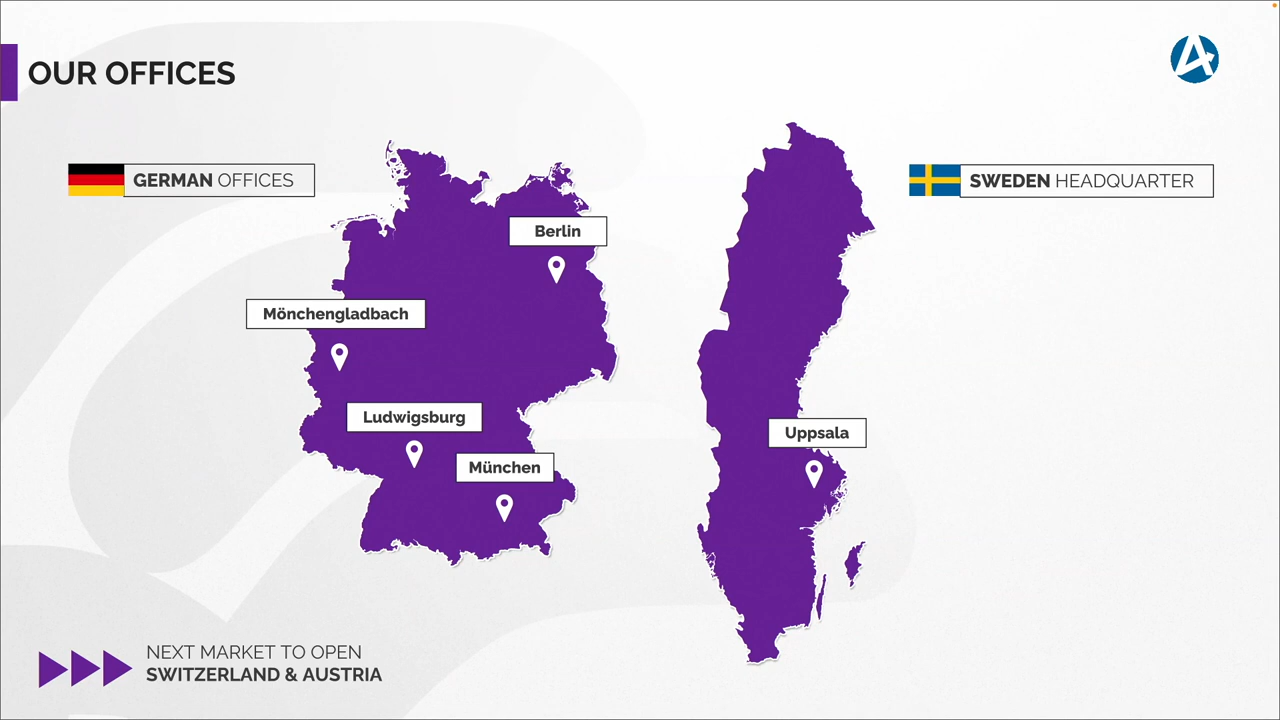 OUR OFFICES
GERMAN OFFICES
SWEDEN HEADQUARTER
Berlin
Mönchengladbach
Ludwigsburg
München
Uppsala
NEXT MARKET TO OPEN
SWITZERLAND & AUSTRIA